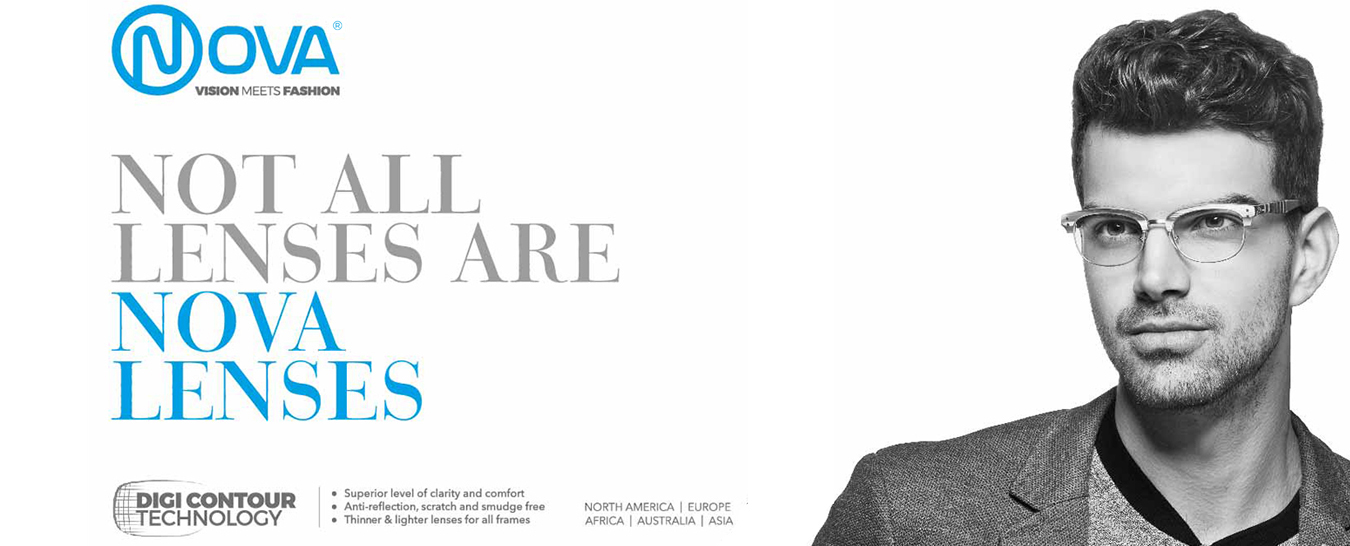 NOVA®
VISION MEETS FASHION
NOT ALL
LENSES ARE
NOVA
LENSES
DIGI CONTOUR
TECHNOLOGY
• Superior level of clarity and comfort
• Anti-reflection, scratch and smudge free
• Thinner & lighter lenses for all frames
NORTH AMERICA | EUROPE
AFRICA | AUSTRALIA | ASIA